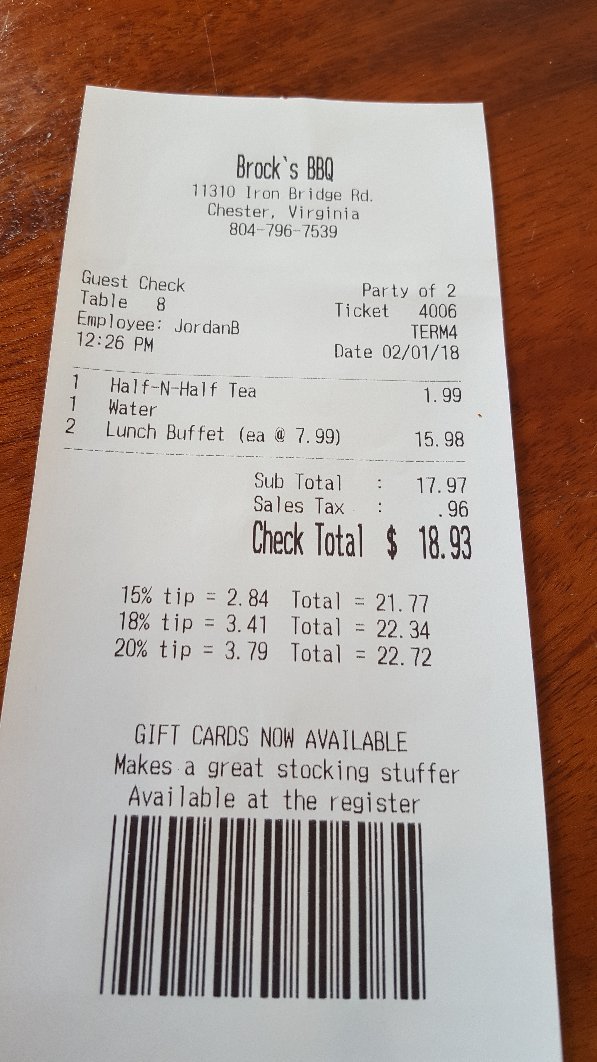 Brock`s BBQ
11310 Iron Bridge Rd.
Chester, Virginia
804-796-7539
Guest Check Party of 2
Table 8 Ticket 4006
Employee: JordanB TERM4
12:26 PM Date 02/01/18
1 Half-N-Half Tea 1.99
1 Water
2 Lunch Buffet (ea @ 7.99) 15.98
Sub Total : 17.97
Sales Tax : .96
Check Total $ 18.93
15% tip = 2.84 Total = 21.77
18% tip = 3.41 Total = 22.34
20% tip = 3.79 Total = 22.72
GIFT CARDS NOW AVAILABLE
Makes a great stocking stuffer
Available at the register